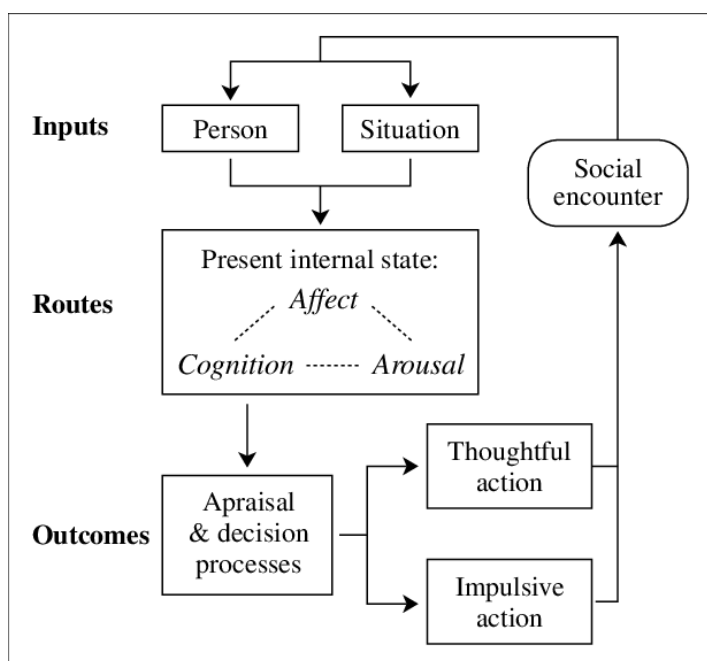 Inputs
Person
Situation
Social
encounter
Routes
Present internal state:
Affect
Cognition
Arousal
Outcomes
Apraisal
& decision
processes
Thoughtful
action
Impulsive
action